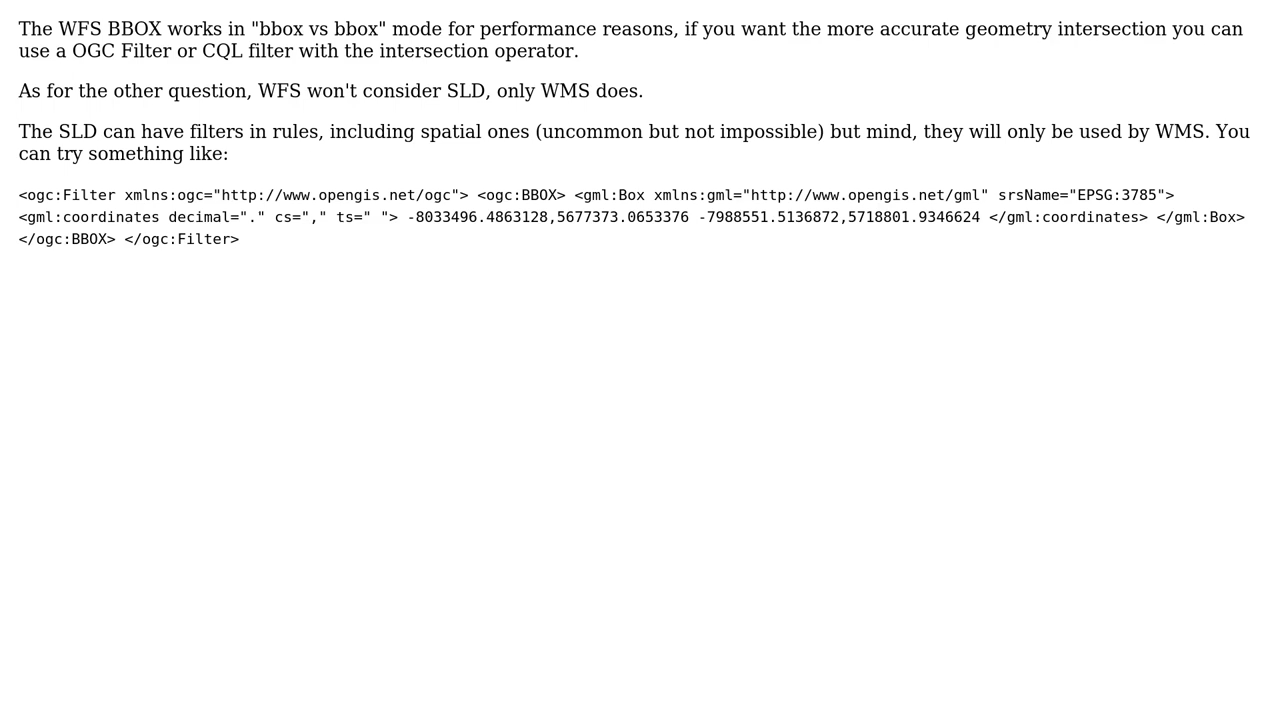 The WFS BBOX works in "bbox vs bbox" mode for performance reasons, if you want the more accurate geometry intersection you can
use a OGC Filter or CQL filter with the intersection operator.
As for the other question, WFS won't consider SLD, only WMS does.
The SLD can have filters in rules, including spatial ones (uncommon but not impossible) but mind, they will only be used by WMS. You
can try something like:
<ogc:Filter xmlns:ogc="http://www.opengis.net/ogc"> <ogc:BBOX> <gml:Box xmlns:gml="http://www.opengis.net/gml" srsName="EPSG:3785">
<gml:coordinates decimal="." cs="," ts=" "> -8033496.4863128,5677373.0653376 -7988551.5136872,5718801.9346624 </gml:coordinates> </gml:Box>
</ogc:BBOX> </ogc:Filter>